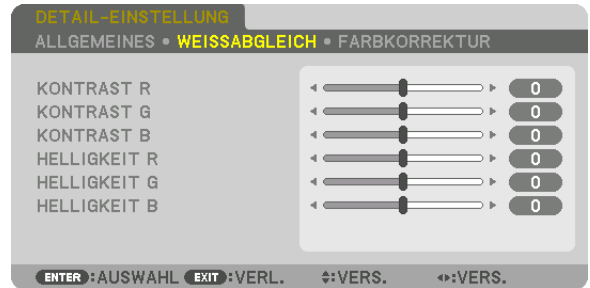 DETAIL-EINSTELLUNG
ALLGEMEINES • WEISSABGLEICH • FARBKORREKTUR
KONTRAST R 0
KONTRAST G 0
KONTRAST B 0
HELLIGKEIT R 0
HELLIGKEIT G 0
HELLIGKEIT B 0
ENTER:AUSWAHL EXIT:VERL. :VERS. :VERS.